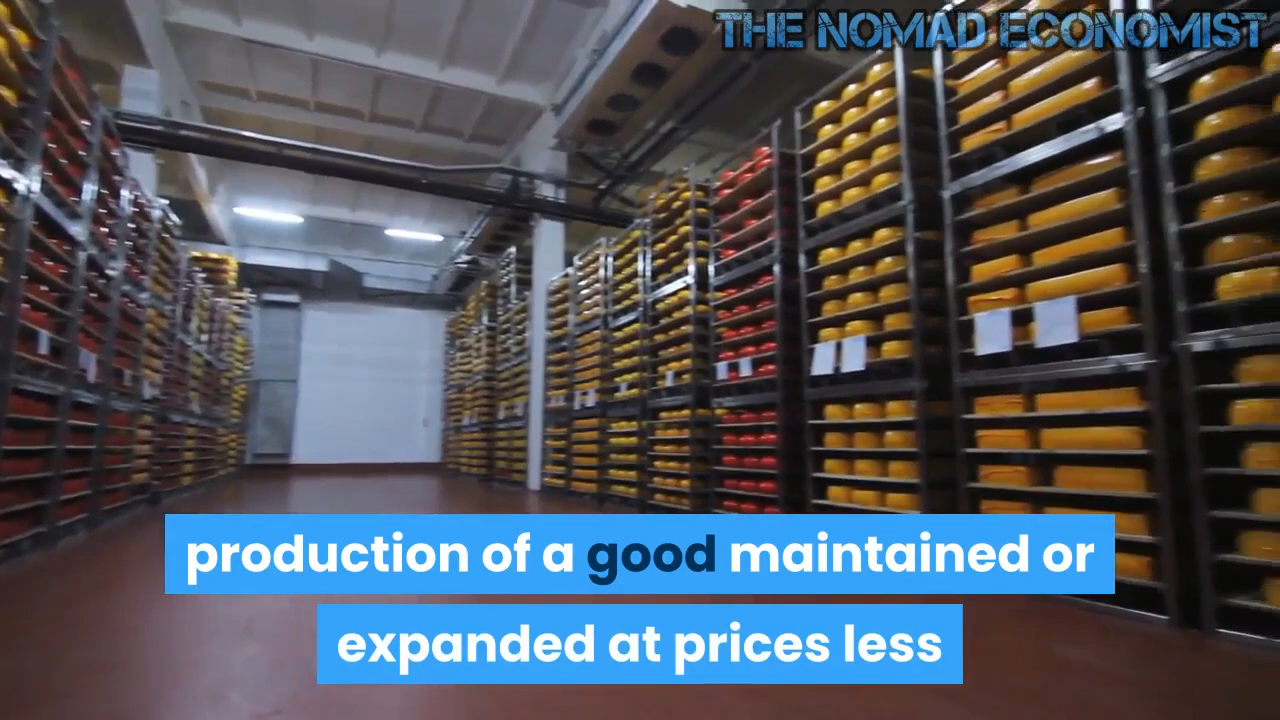 THE NOMAD ECONOMIST
production of a good maintained or
expanded at prices less